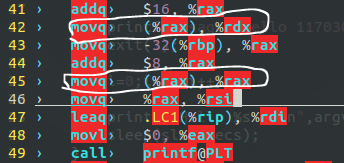 41 › addq› $16, %rax
42 › movq› (%rax), %rdx
43 › movq› -32(%rbp), %rax
44 › addq› $8, %rax
45 › movq› (%rax), %rax
46 › movq› %rax, %rsi
47 › leaq› .LC1(%rip), %rdi
48 › movl› $0, %eax
49 › call› printf@PLT